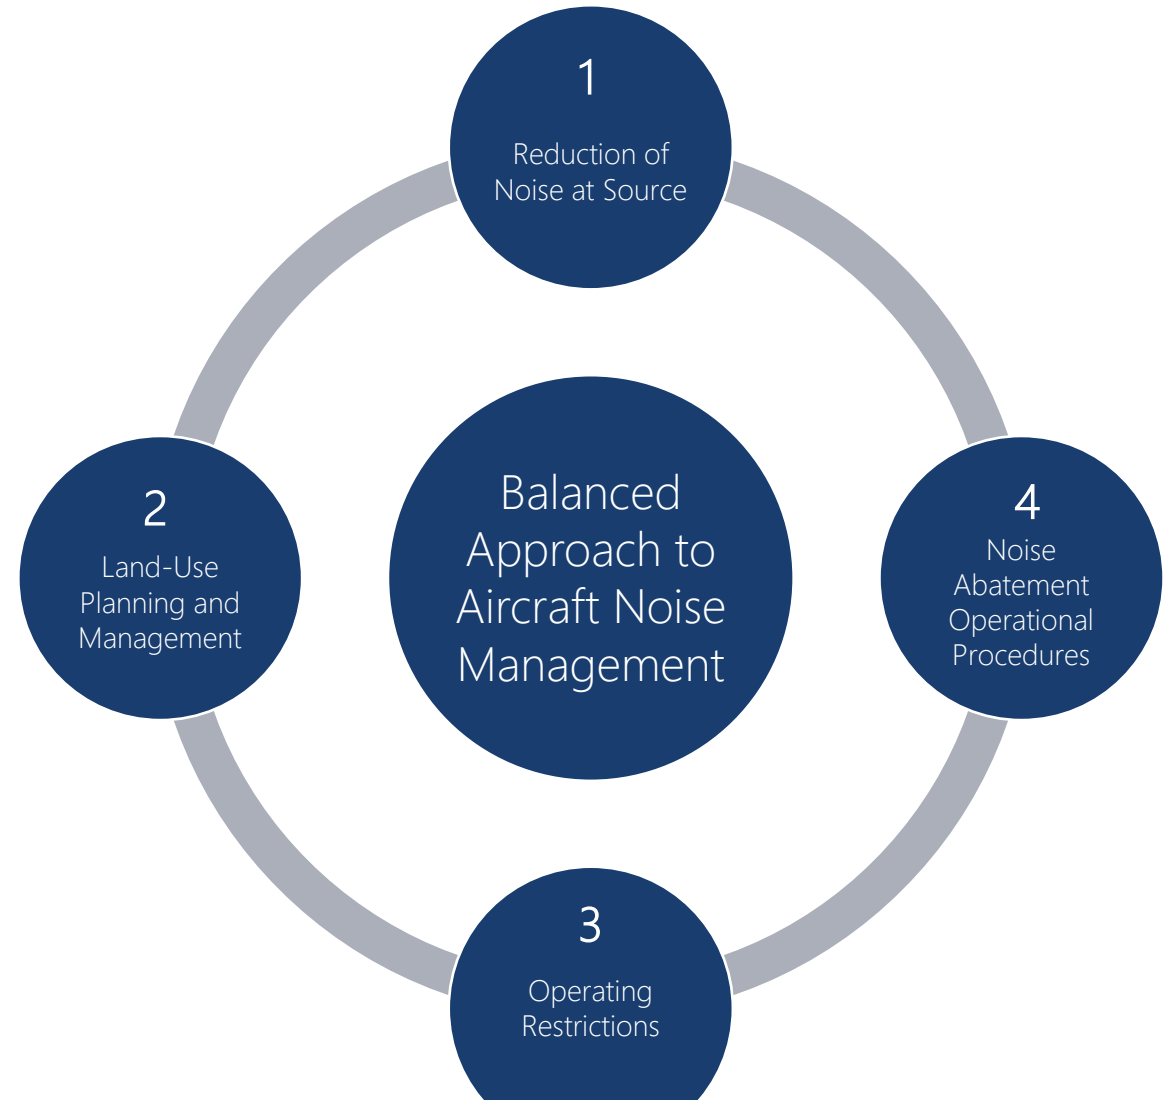 1
Reduction of
Noise at Source
2
Land-Use
Planning and
Management
Balanced
Approach to
Aircraft Noise
Management
4
Noise
Abatement
Operational
Procedures
3
Operating
Restrictions